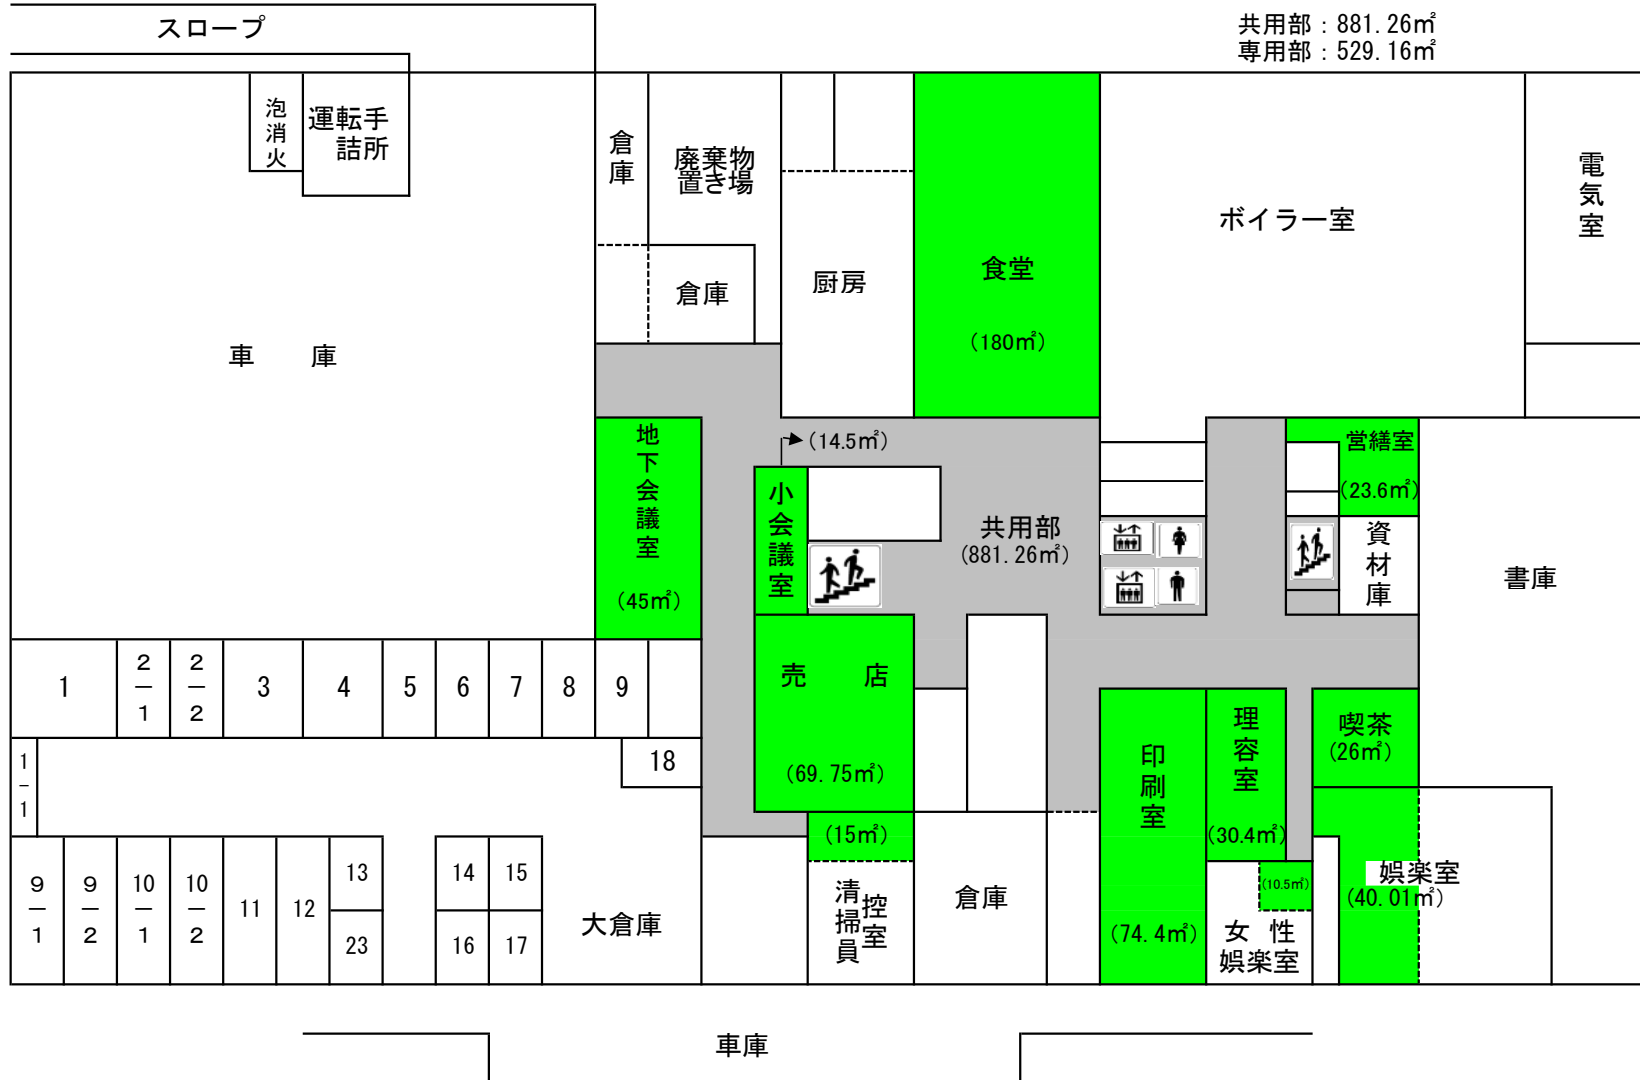 スロープ
共用部：881.26㎡
専用部：529.16㎡
泡消火
運転手
詰所
倉庫
廃棄物
置き場
電気室
ボイラー室
食堂
(180㎡)
厨房
倉庫
車　庫
地下会議室
(45㎡)
(14.5㎡)
小会議室
共用部
(881.26㎡)
営繕室
(23.6㎡)
資材庫
書庫
1
2－1
2－2
3
4
5
6
7
8
9
売　店
(69.75㎡)
18
1－1
印刷室
(74.4㎡)
理容室
(30.4㎡)
喫茶
(26㎡)
(15㎡)
9－1
9－2
10－1
10－2
11
12
13
23
14
15
16
17
大倉庫
清掃員
控室
倉庫
(10.5㎡)
女　性
娯楽室
娯楽室
(40.01㎡)
車庫